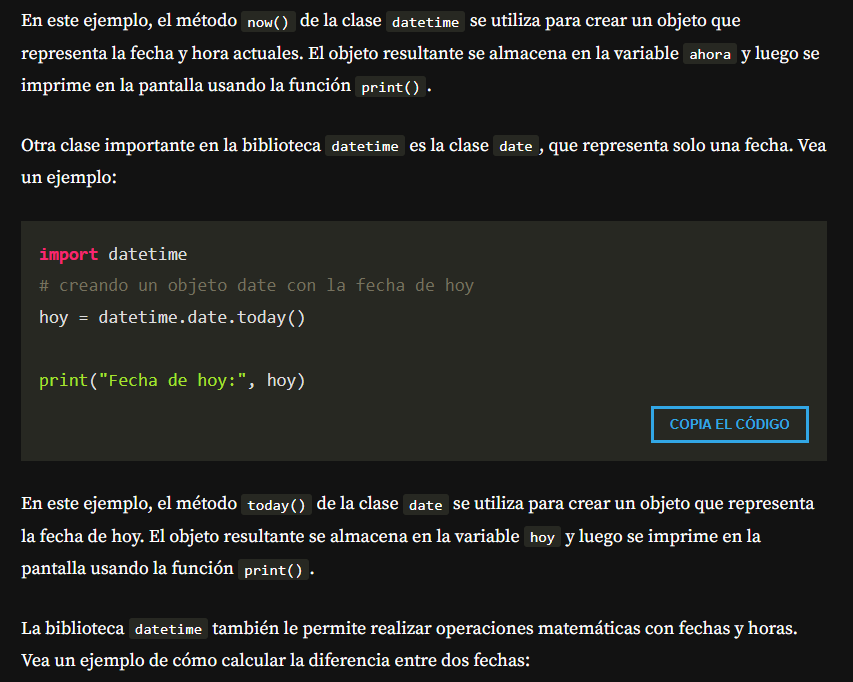 En este ejemplo, el método now() de la clase datetime se utiliza para crear un objeto que
representa la fecha y hora actuales. El objeto resultante se almacena en la variable ahora y luego se
imprime en la pantalla usando la función print().
Otra clase importante en la biblioteca datetime es la clase date, que representa solo una fecha. Vea
un ejemplo:
import datetime
# creando un objeto date con la fecha de hoy
hoy = datetime.date.today()
print("Fecha de hoy:", hoy)
COPIA EL CÓDIGO
En este ejemplo, el método today() de la clase date se utiliza para crear un objeto que representa
la fecha de hoy. El objeto resultante se almacena en la variable hoy y luego se imprime en la
pantalla usando la función print().
La biblioteca datetime también le permite realizar operaciones matemáticas con fechas y horas.
Vea un ejemplo de cómo calcular la diferencia entre dos fechas: